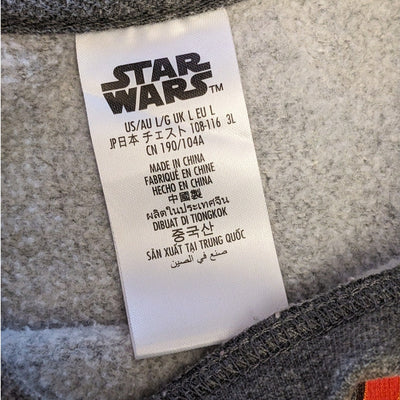 STAR
WARS™
US/AU L/G UK L EU L
JP日本 チェスト 108-116 3L
CN 190/104A
MADE IN CHINA
FABRIQUÉ EN CHINE
HECHO EN CHINA
中國製
ผลิตในประเทศจีน
DIBUAT DI TIONGKOK
중국산
SẢN XUẤT TẠI TRUNG QUỐC
صنع في الصين